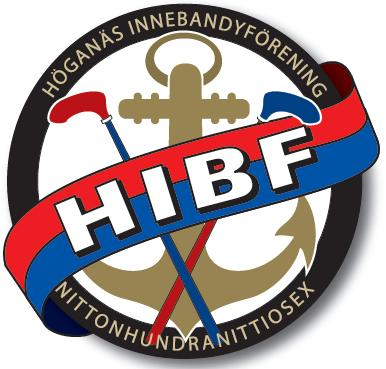 HÖGANÄS INNEBANDYFÖRENING
HIBF
NITTONHUNDRANITTIOSEX